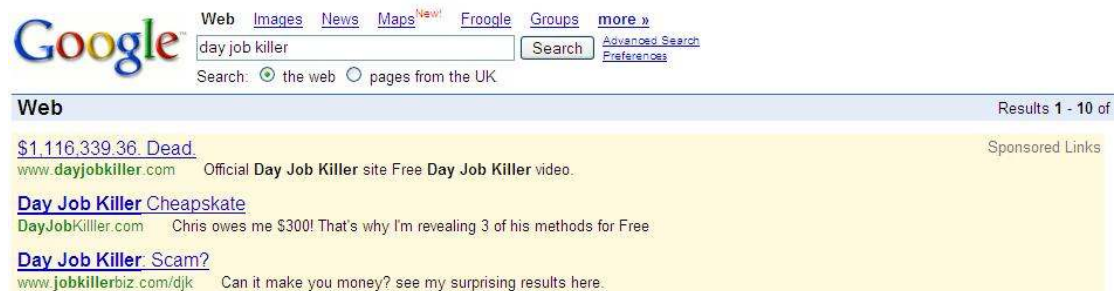 Google™ Web Images News Maps New! Froogle Groups more »
day job killer Search Advanced Search
Preferences
Search: the web pages from the UK
Web Results 1 - 10 of
$1,116,339.36. Dead. Sponsored Links
www.dayjobkiller.com Official Day Job Killer site Free Day Job Killer video.
Day Job Killer Cheapskate
DayJobKilller.com Chris owes me $300! That's why I'm revealing 3 of his methods for Free
Day Job Killer: Scam?
www.jobkillerbiz.com/djk Can it make you money? see my surprising results here.